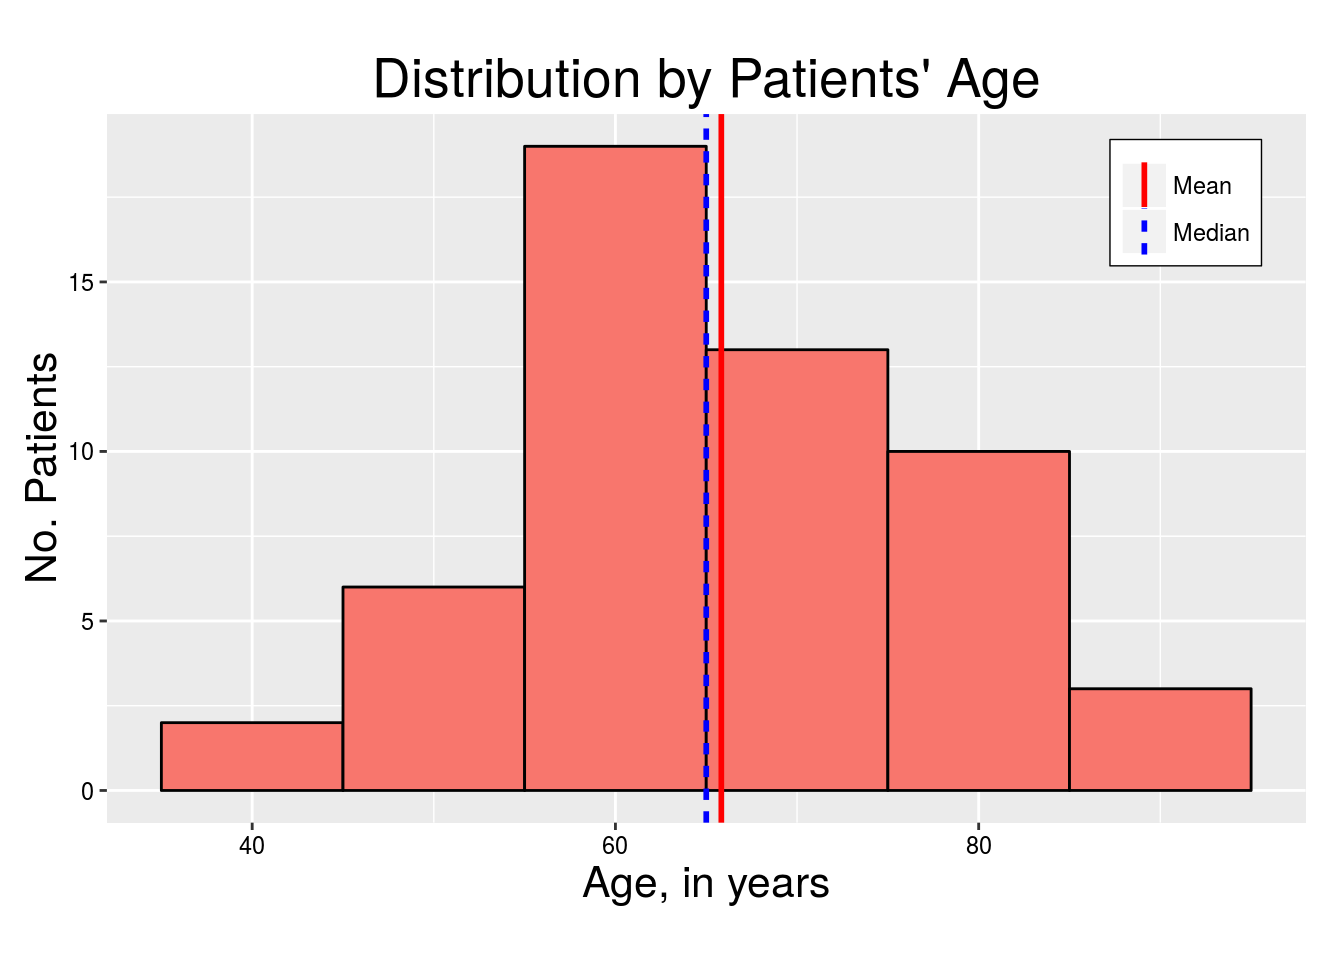 Distribution by Patients' Age
Mean
Median
15
10
5
0
No. Patients
40 60 80
Age, in years